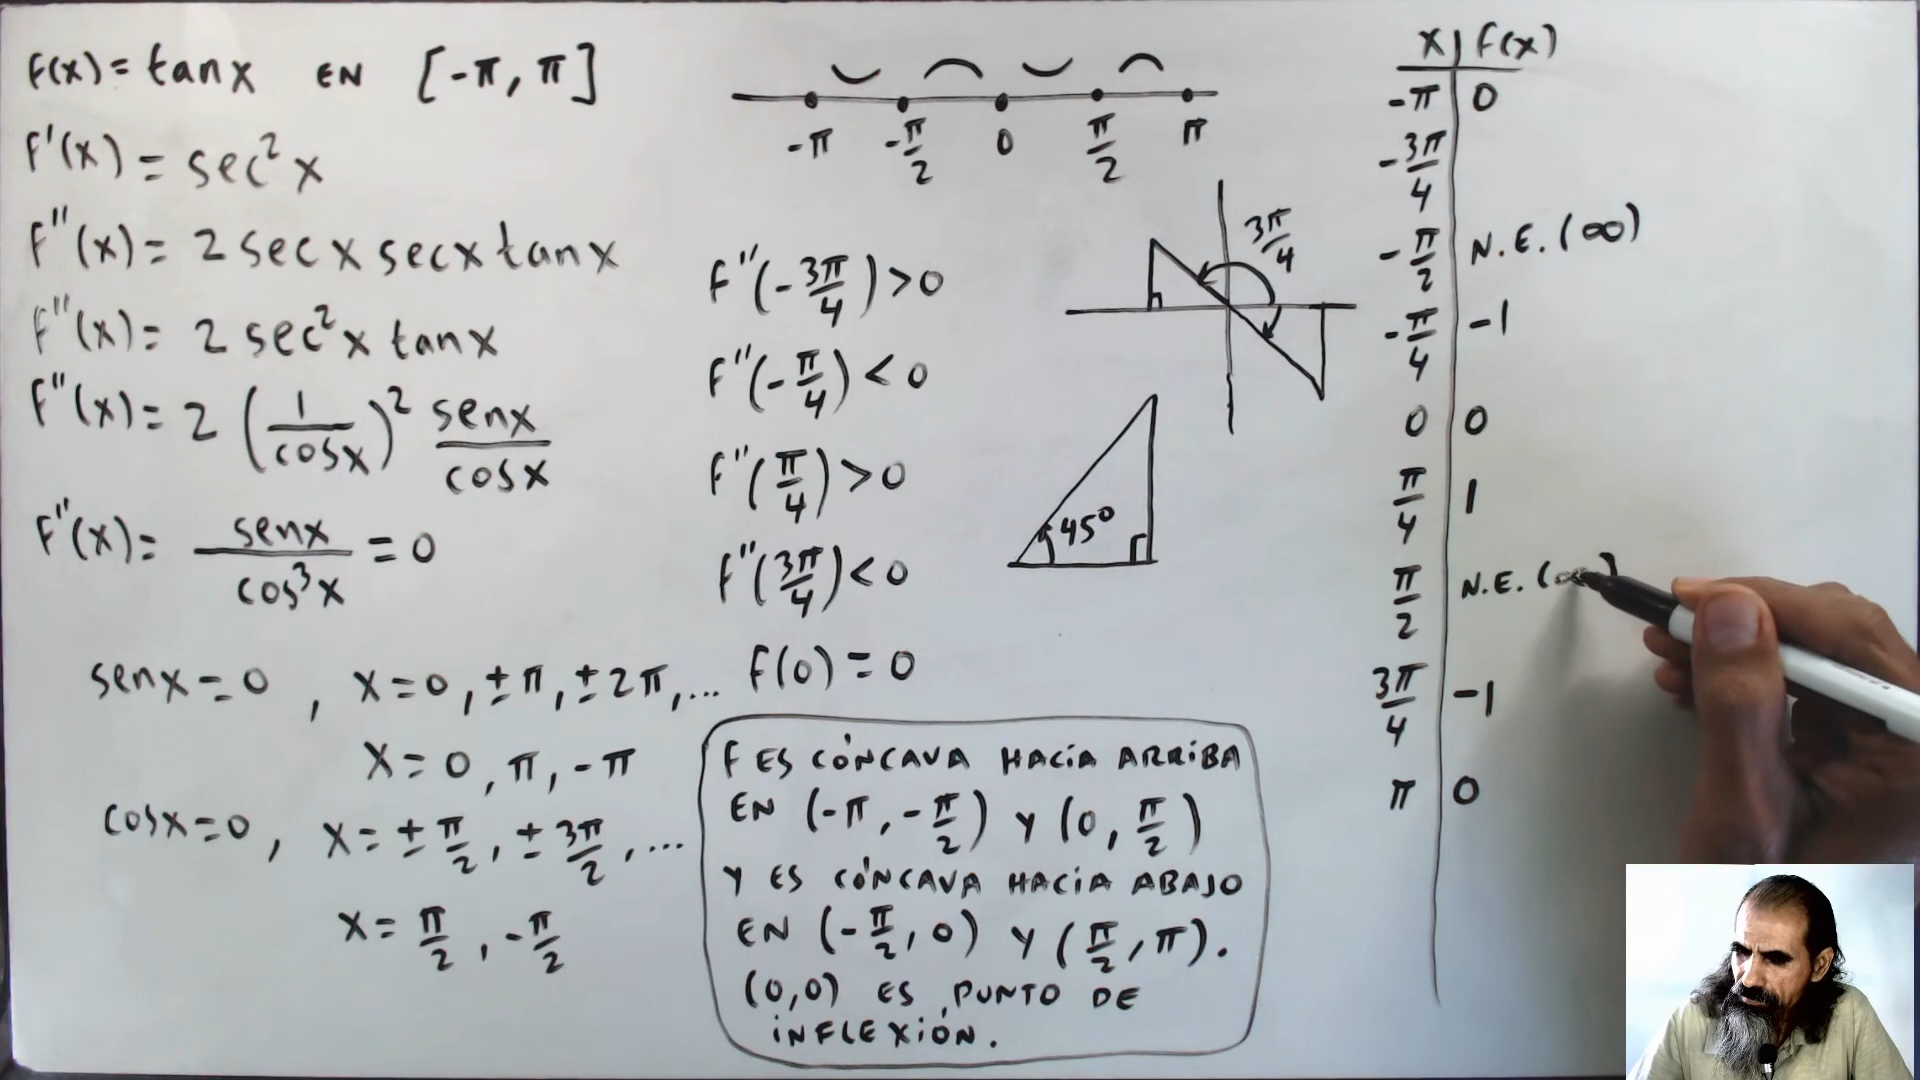 F(x) = tan x EN [-π, π]
F'(x) = sec² x
F''(x) = 2 sec x sec x tan x
F''(x) = 2 sec² x tan x
F''(x) = 2 (1/cos x)² sen x/cos x
F''(x) = sen x/cos³ x = 0
sen x = 0 , x = 0, ±π, ±2π, ...
x = 0, π, -π
cos x = 0 , x = ± π/2, ± 3π/2, ...
x = π/2, -π/2
-π -π/2 0 π/2 π
F''(-3π/4) > 0
F''(-π/4) < 0
F''(π/4) > 0
F''(3π/4) < 0
F(0) = 0
3π/4
45°
F ES CÓNCAVA HACIA ARRIBA
EN (-π, -π/2) Y (0, π/2)
Y ES CÓNCAVA HACIA ABAJO
EN (-π/2, 0) Y (π/2, π).
(0,0) ES PUNTO DE
INFLEXIÓN.
x | F(x)
-π | 0
-3π/4 |
-π/2 | N.E. (∞)
-π/4 | -1
0 | 0
π/4 | 1
π/2 | N.E. (∞)
3π/4 | -1
π | 0